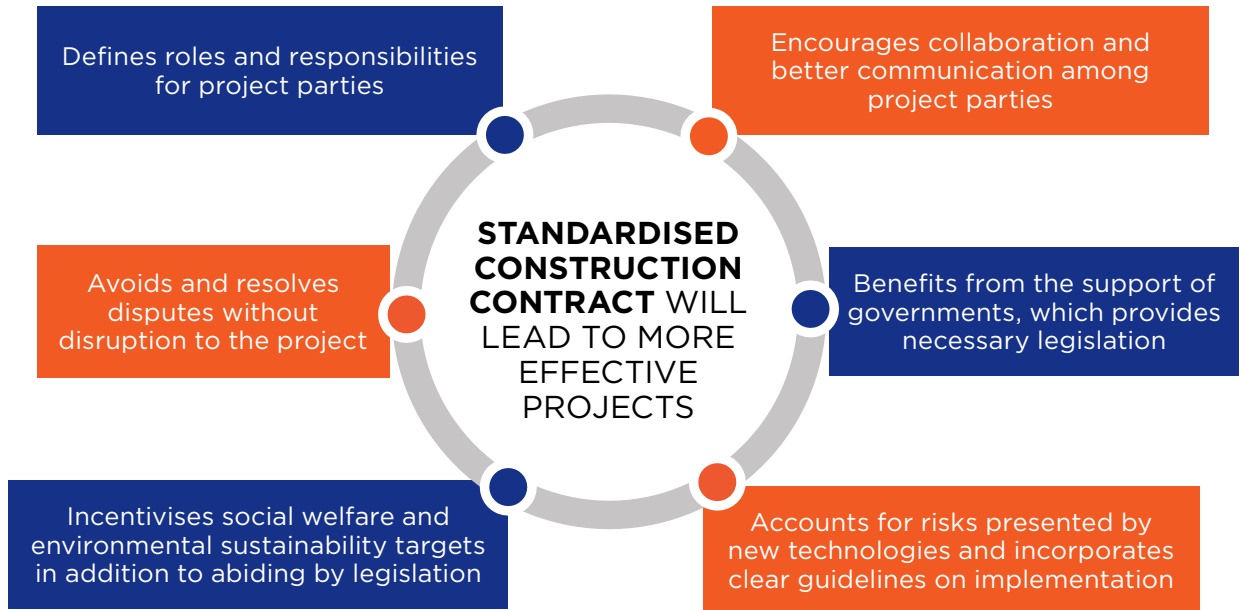 Defines roles and responsibilities
for project parties
Encourages collaboration and
better communication among
project parties
STANDARDISED
CONSTRUCTION
CONTRACT WILL
LEAD TO MORE
EFFECTIVE
PROJECTS
Avoids and resolves
disputes without
disruption to the project
Benefits from the support of
governments, which provides
necessary legislation
Incentivises social welfare and
environmental sustainability targets
in addition to abiding by legislation
Accounts for risks presented by
new technologies and incorporates
clear guidelines on implementation